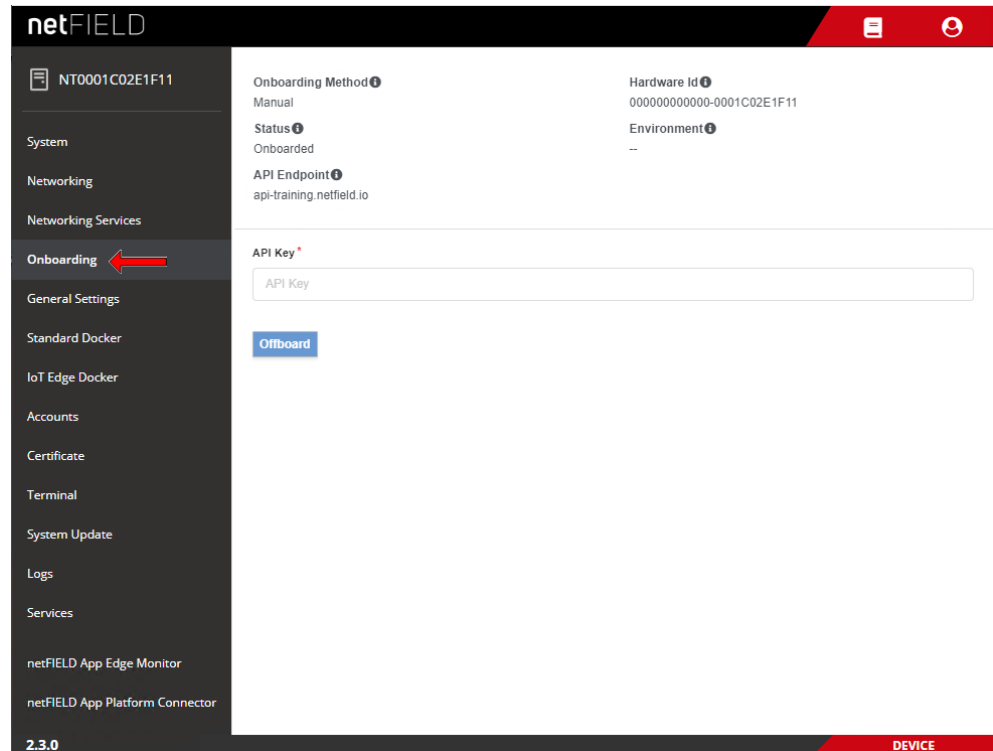 netFIELD
NT0001C02E1F11
System
Networking
Networking Services
Onboarding
General Settings
Standard Docker
IoT Edge Docker
Accounts
Certificate
Terminal
System Update
Logs
Services
netFIELD App Edge Monitor
netFIELD App Platform Connector
2.3.0
Onboarding Method
Manual
Hardware Id
000000000000-0001C02E1F11
Status
Onboarded
Environment
--
API Endpoint
api-training.netfield.io
API Key*
API Key
Offboard
DEVICE